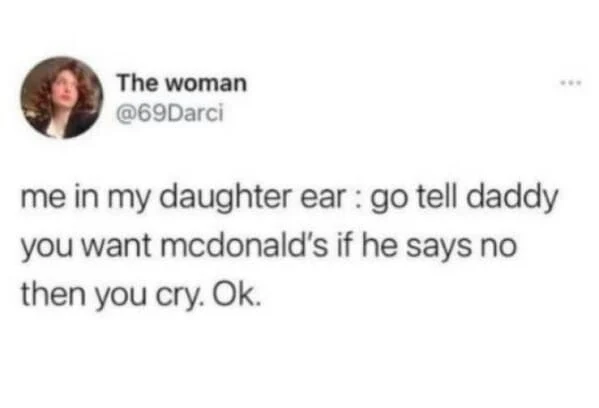 The woman
@69Darci
me in my daughter ear : go tell daddy
you want mcdonald's if he says no
then you cry. Ok.